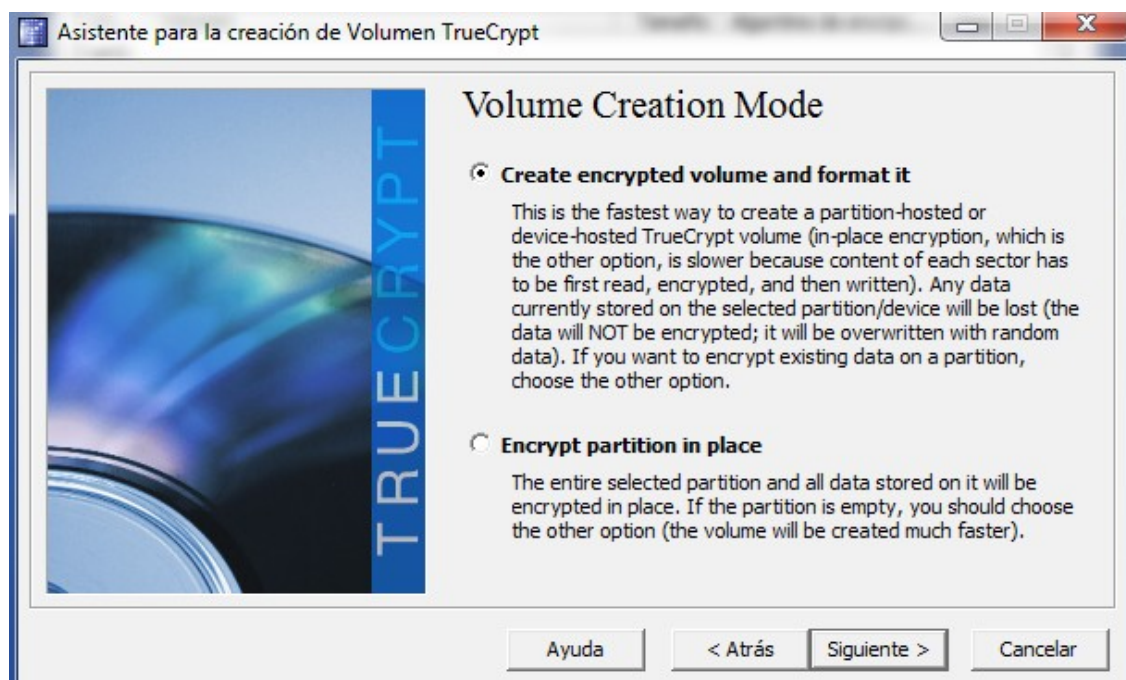 Asistente para la creación de Volumen TrueCrypt
Volume Creation Mode
Create encrypted volume and format it
This is the fastest way to create a partition-hosted or
device-hosted TrueCrypt volume (in-place encryption, which is
the other option, is slower because content of each sector has
to be first read, encrypted, and then written). Any data
currently stored on the selected partition/device will be lost (the
data will NOT be encrypted; it will be overwritten with random
data). If you want to encrypt existing data on a partition,
choose the other option.
Encrypt partition in place
The entire selected partition and all data stored on it will be
encrypted in place. If the partition is empty, you should choose
the other option (the volume will be created much faster).
TRUECRYPT
Ayuda
< Atrás
Siguiente >
Cancelar